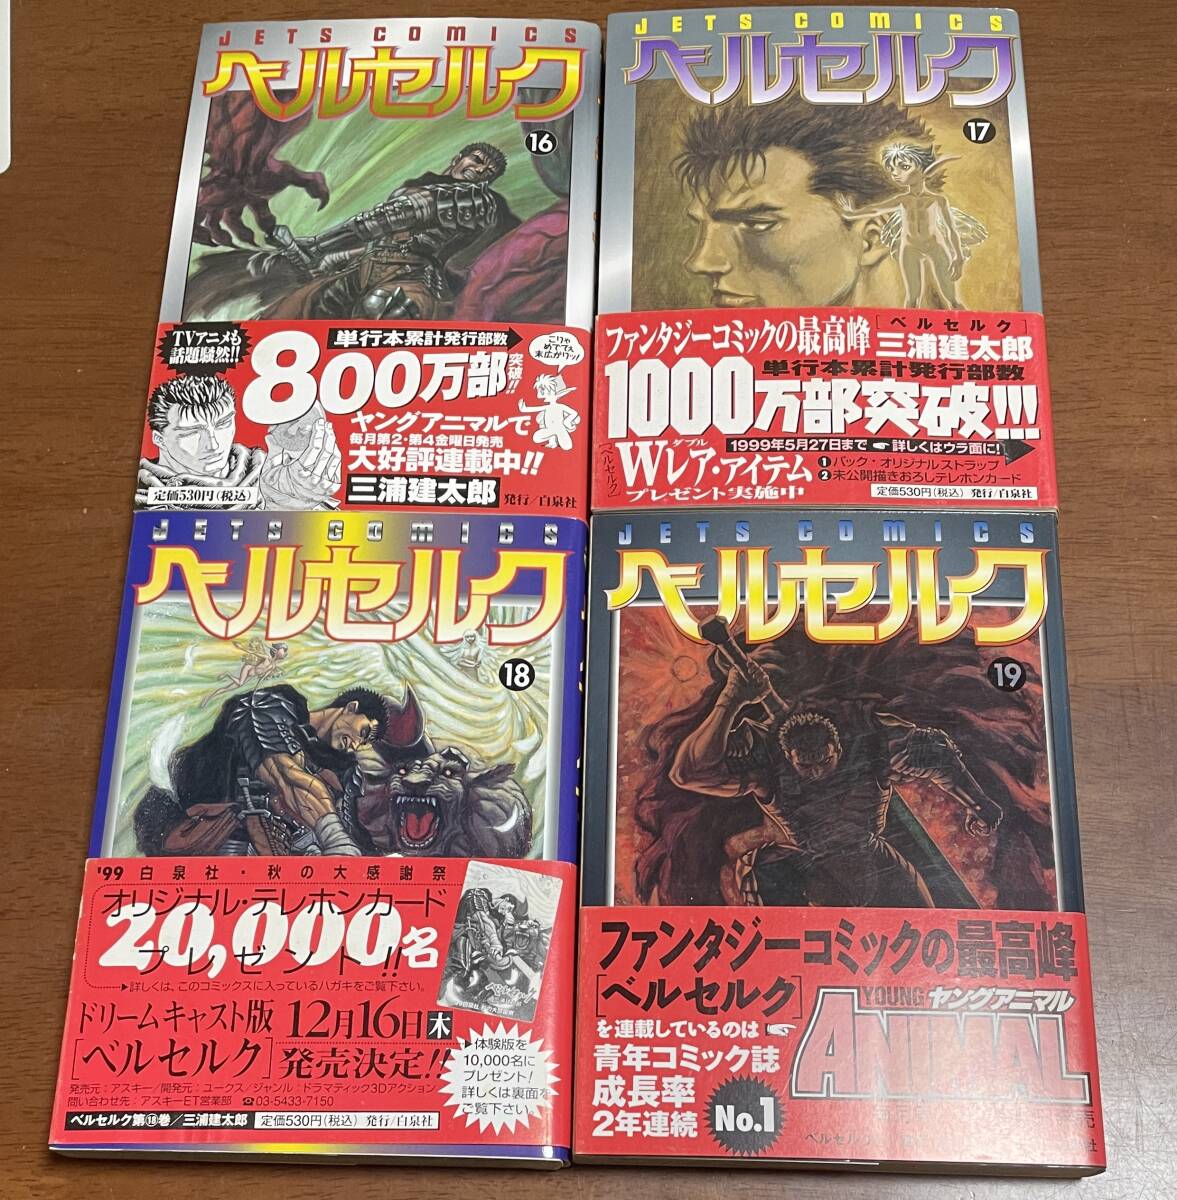 JETS COMICS
ベルセルク
16
TVアニメも
話題騒然!!
単行本累計発行部数
800万部
突破!!
こりゃ
めでてぇ
末広がりッ!
ヤングアニマルで
毎月第2・第4金曜日発売
大好評連載中!!
三浦建太郎
定価530円(税込)
発行/白泉社
JETS COMICS
ベルセルク
17
ファンタジーコミックの最高峰
[ベルセルク]
三浦建太郎
単行本累計発行部数
1000万部突破!!!
1999年5月27日まで ☞ 詳しくはウラ面に!
[ベルセルク]
ダブル
Wレア・アイテム
プレゼント実施中
①バック・オリジナルストラップ
②未公開描きおろしテレホンカード
定価530円(税込) 発行/白泉社
JETS COMICS
ベルセルク
18
'99 白泉社・秋の大感謝祭
オリジナル・テレホンカード
20,000名
プレゼント!!
▶詳しくは、このコミックスに入っているハガキをご覧下さい。
ドリームキャスト版
[ベルセルク]
12月16日木
発売決定!!
発売元:アスキー/開発元:ユークス/ジャンル:ドラマティック3Dアクション
問い合わせ先:アスキーET営業部 ☎03-5433-7150
▶体験版を
10,000名に
プレゼント!
詳しくは裏面を
ご覧下さい。
ベルセルク第⑱巻/三浦建太郎
定価530円(税込) 発行/白泉社
JETS COMICS
ベルセルク
19
ファンタジーコミックの最高峰
[ベルセルク]
を連載しているのは ☞
青年コミック誌
成長率
2年連続
No.1
YOUNG ヤングアニマル
ANIMAL